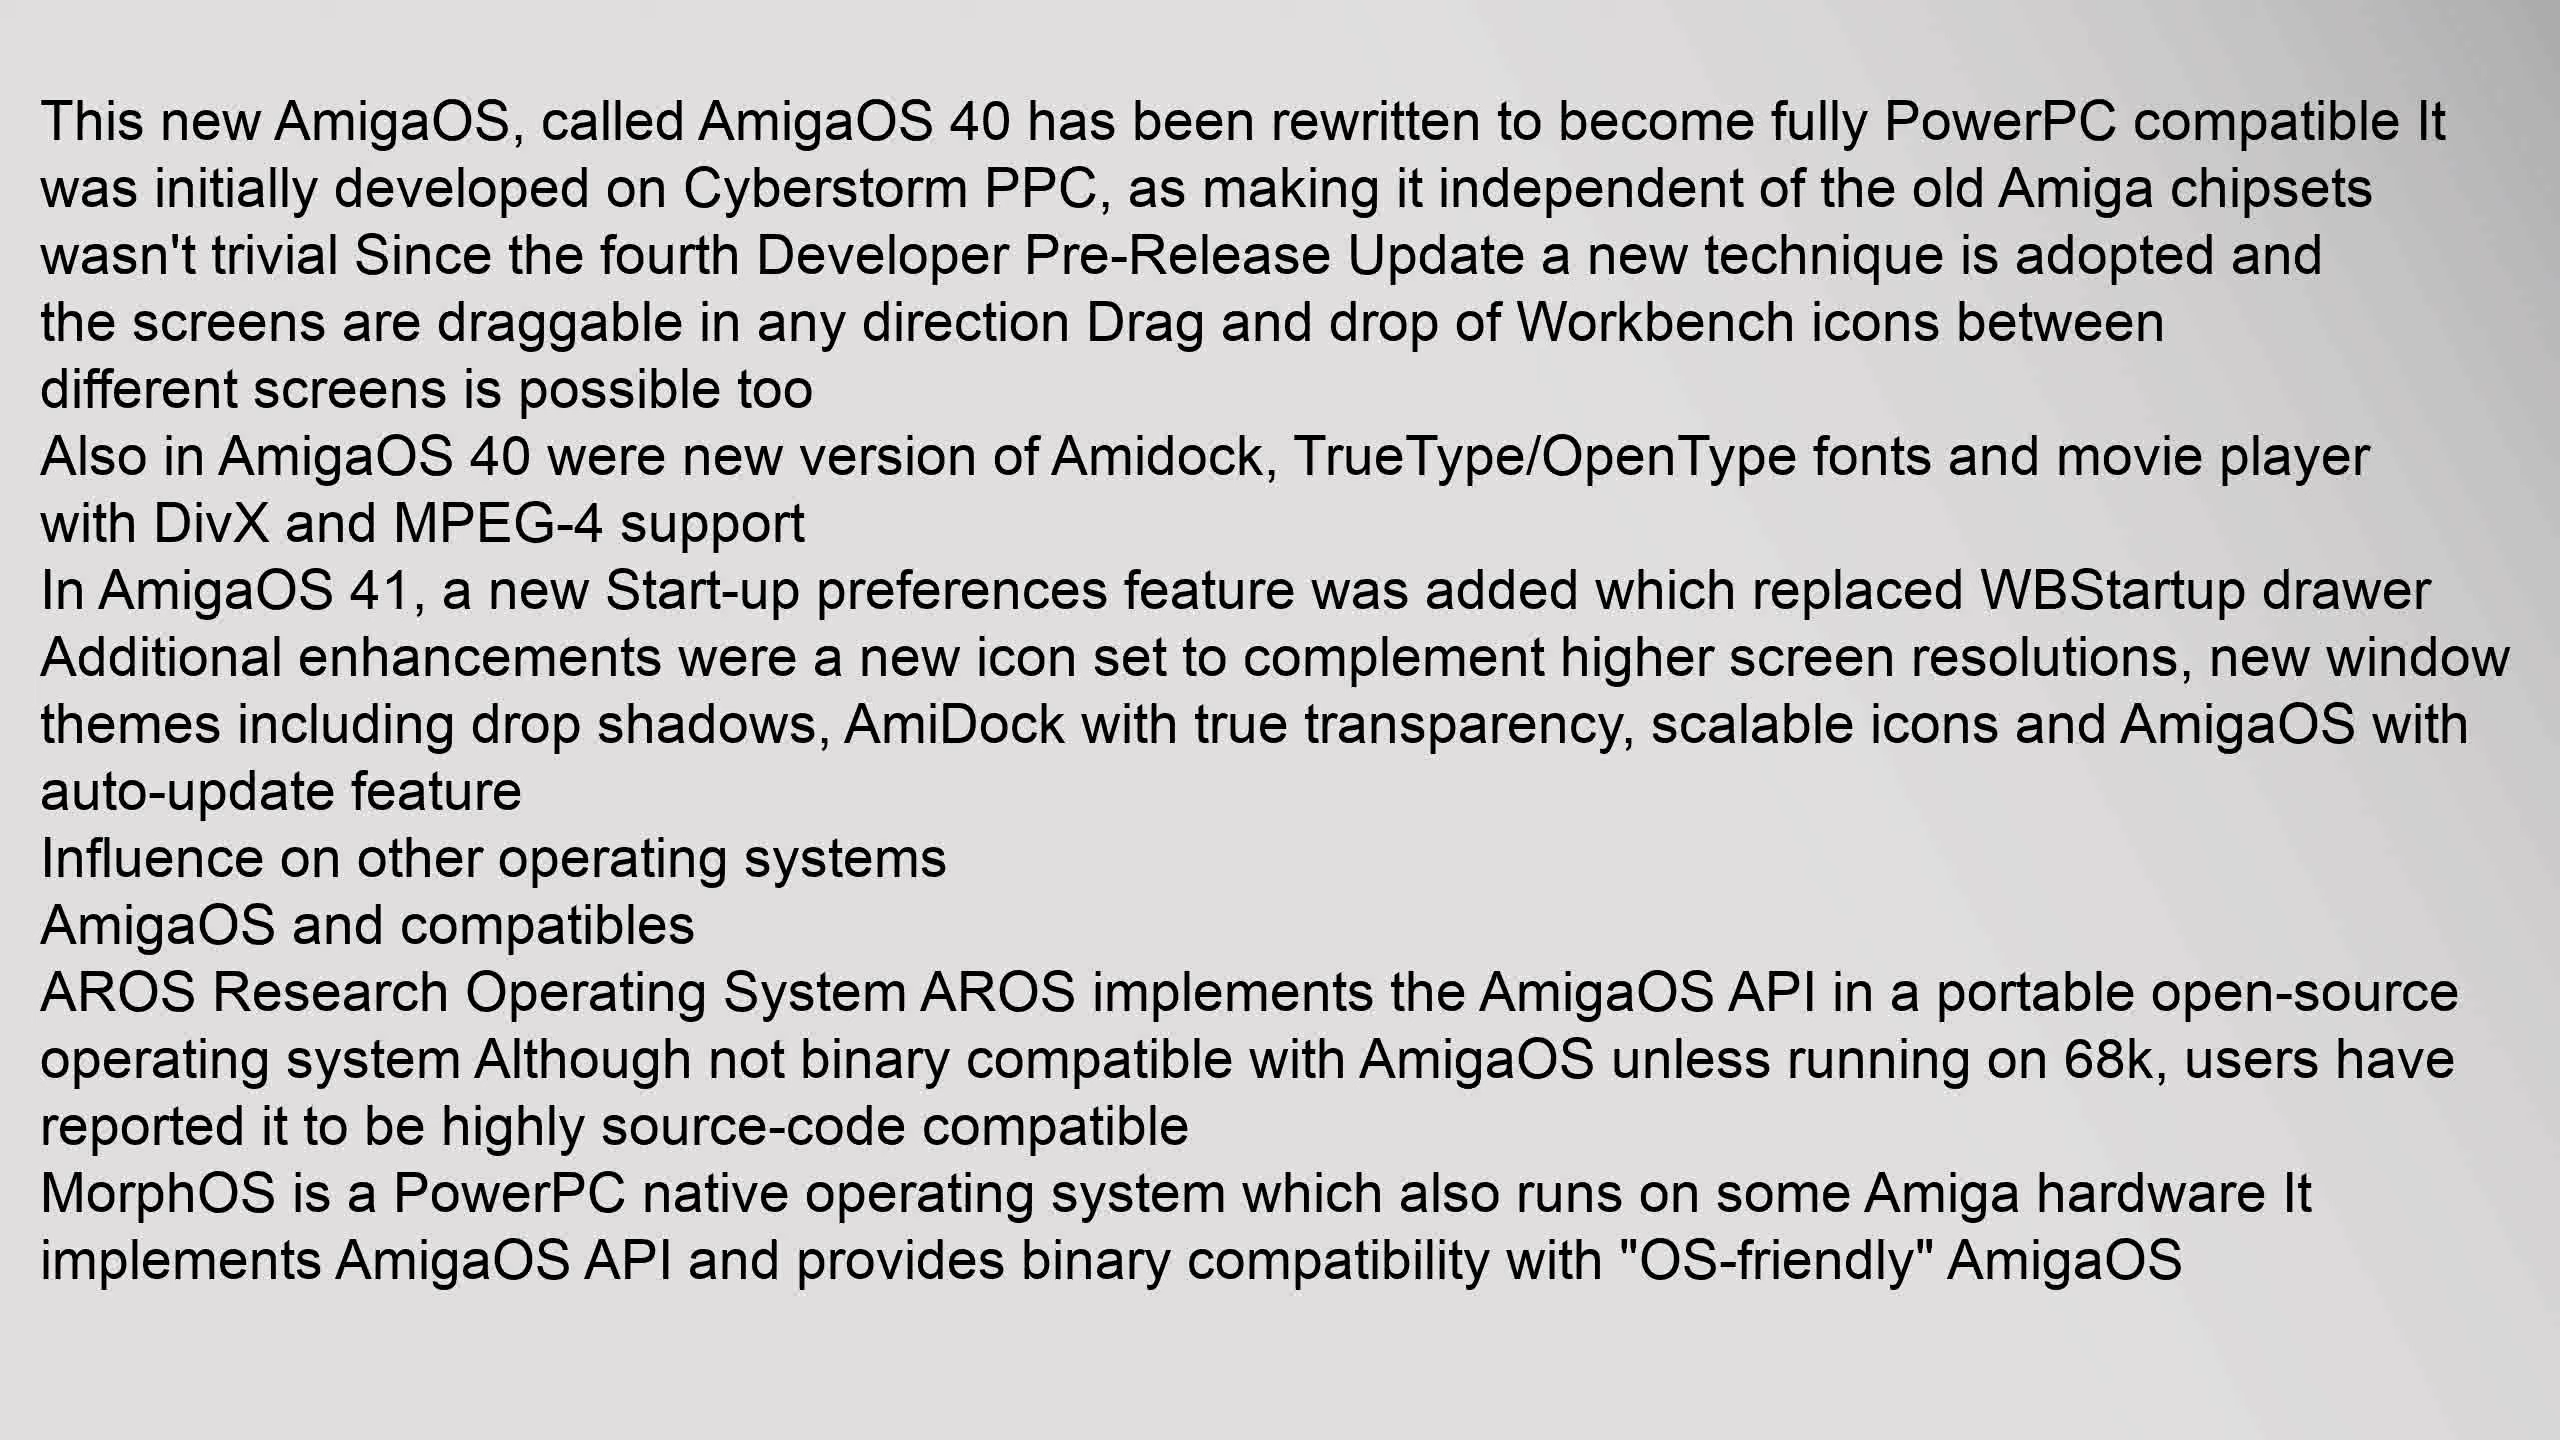 This new AmigaOS, called AmigaOS 40 has been rewritten to become fully PowerPC compatible It
was initially developed on Cyberstorm PPC, as making it independent of the old Amiga chipsets
wasn't trivial Since the fourth Developer Pre-Release Update a new technique is adopted and
the screens are draggable in any direction Drag and drop of Workbench icons between
different screens is possible too
Also in AmigaOS 40 were new version of Amidock, TrueType/OpenType fonts and movie player
with DivX and MPEG-4 support
In AmigaOS 41, a new Start-up preferences feature was added which replaced WBStartup drawer
Additional enhancements were a new icon set to complement higher screen resolutions, new window
themes including drop shadows, AmiDock with true transparency, scalable icons and AmigaOS with
auto-update feature
Influence on other operating systems
AmigaOS and compatibles
AROS Research Operating System AROS implements the AmigaOS API in a portable open-source
operating system Although not binary compatible with AmigaOS unless running on 68k, users have
reported it to be highly source-code compatible
MorphOS is a PowerPC native operating system which also runs on some Amiga hardware It
implements AmigaOS API and provides binary compatibility with "OS-friendly" AmigaOS